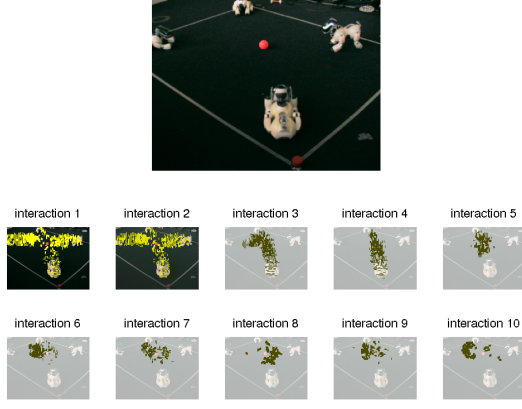 interaction 1
interaction 2
interaction 3
interaction 4
interaction 5
interaction 6
interaction 7
interaction 8
interaction 9
interaction 10